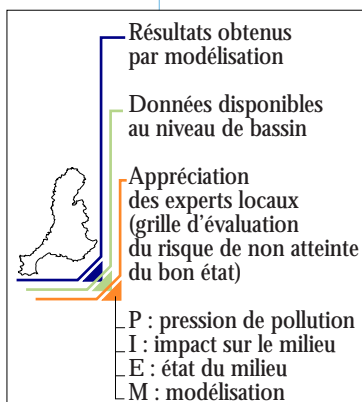 Résultats obtenus
par modélisation
Données disponibles
au niveau de bassin
Appréciation
des experts locaux
(grille d'évaluation
du risque de non atteinte
du bon état)
P : pression de pollution
I : impact sur le milieu
E : état du milieu
M : modélisation